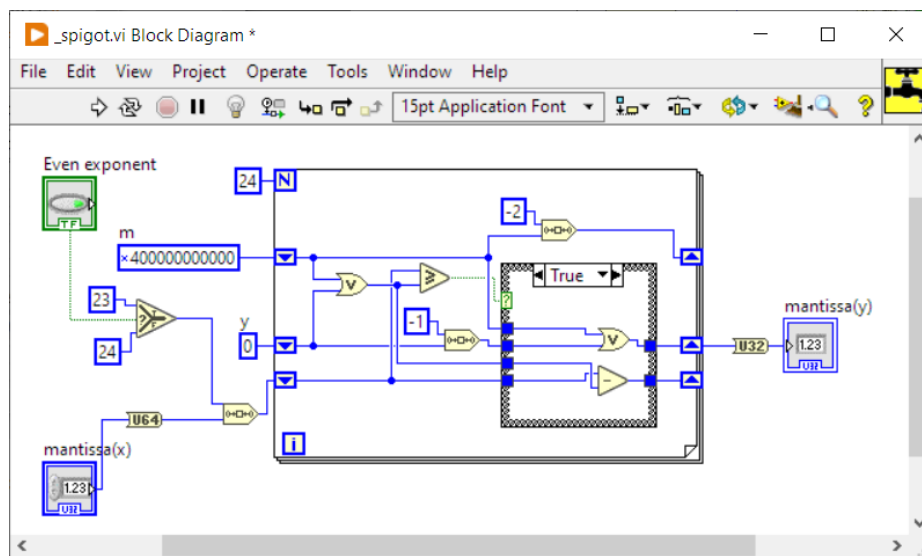 _spigot.vi Block Diagram *
File Edit View Project Operate Tools Window Help
15pt Application Font
Even exponent
TF
24 N
m
×400000000000
-2
True
?
23
?
24
y
0
-1
V
≥
V
-
U32
mantissa(y)
1.23
U32
U64
mantissa(x)
1.23
U32
i